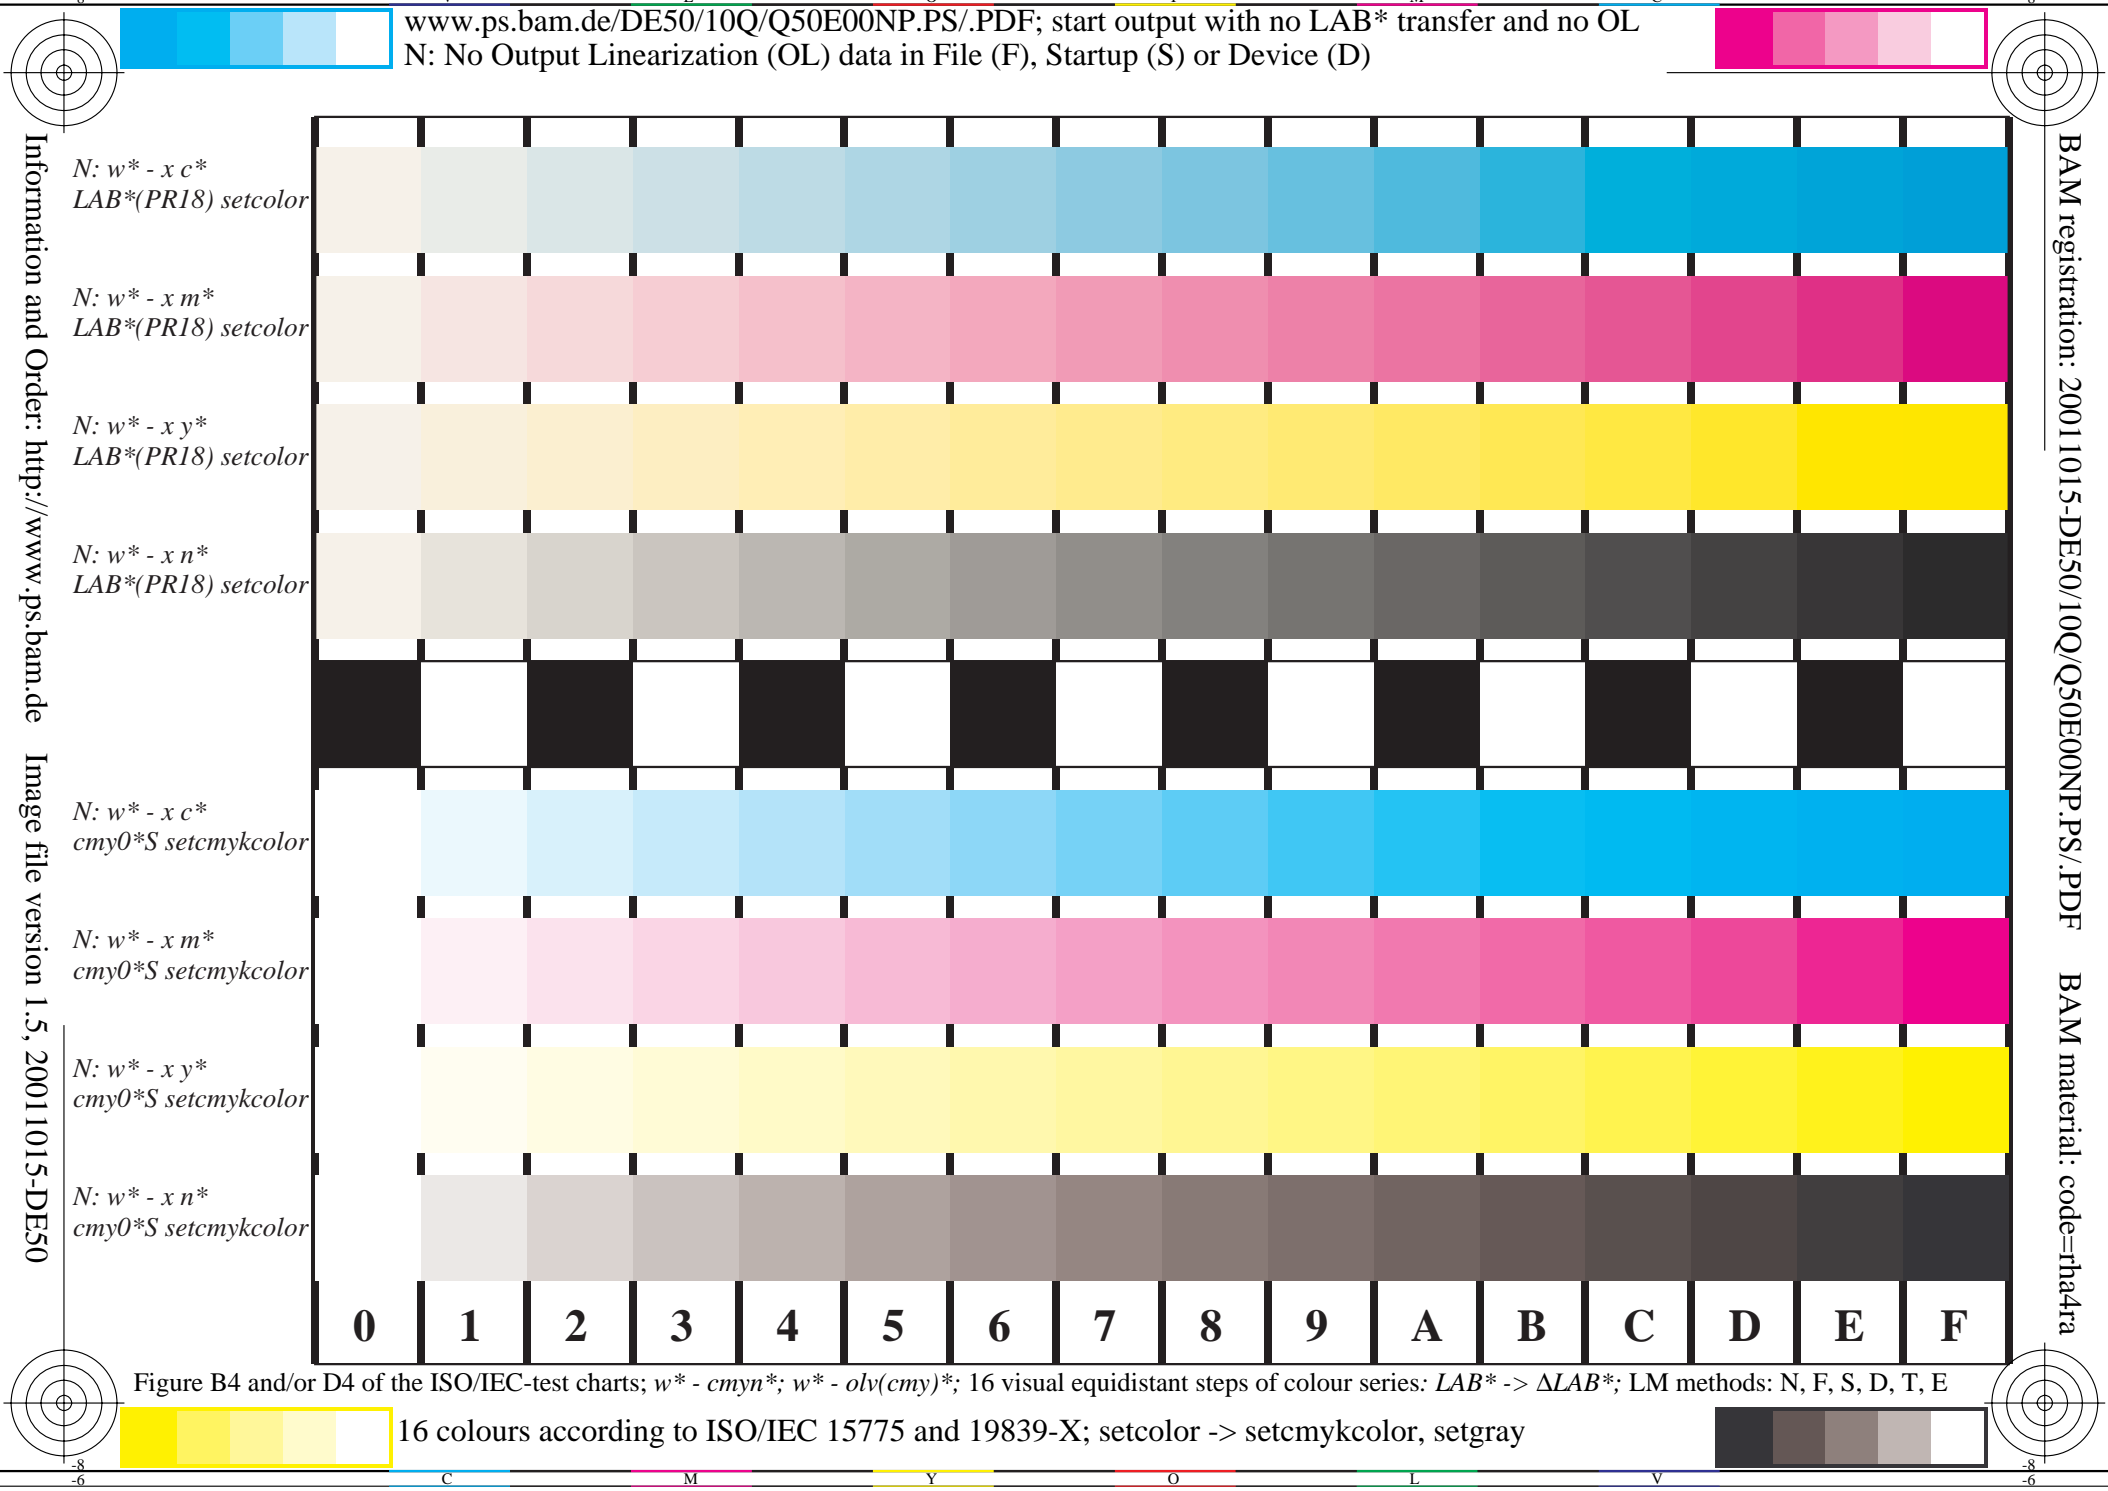 www.ps.bam.de/DE50/10Q/Q50E00NP.PS/.PDF; start output with no LAB* transfer and no OL
N: No Output Linearization (OL) data in File (F), Startup (S) or Device (D)
Information and Order: http://www.ps.bam.de Image file version 1.5, 20011015-DE50
BAM registration: 20011015-DE50/10Q/Q50E00NP.PS/.PDF BAM material: code=rha4ra
N: w* - x c*
LAB*(PR18) setcolor
N: w* - x m*
LAB*(PR18) setcolor
N: w* - x y*
LAB*(PR18) setcolor
N: w* - x n*
LAB*(PR18) setcolor
N: w* - x c*
cmy0*S setcmykcolor
N: w* - x m*
cmy0*S setcmykcolor
N: w* - x y*
cmy0*S setcmykcolor
N: w* - x n*
cmy0*S setcmykcolor
0 1 2 3 4 5 6 7 8 9 A B C D E F
Figure B4 and/or D4 of the ISO/IEC-test charts; w* - cmyn*; w* - olv(cmy)*; 16 visual equidistant steps of colour series: LAB* -> ΔLAB*; LM methods: N, F, S, D, T, E
16 colours according to ISO/IEC 15775 and 19839-X; setcolor -> setcmykcolor, setgray
-8 -8
-6 C M Y O L V -6